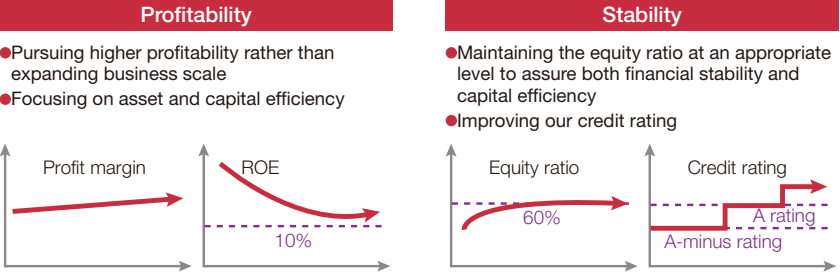 Profitability
●Pursuing higher profitability rather than
expanding business scale
●Focusing on asset and capital efficiency
Profit margin
ROE
10%
Stability
●Maintaining the equity ratio at an appropriate
level to assure both financial stability and
capital efficiency
●Improving our credit rating
Equity ratio
60%
Credit rating
A rating
A-minus rating